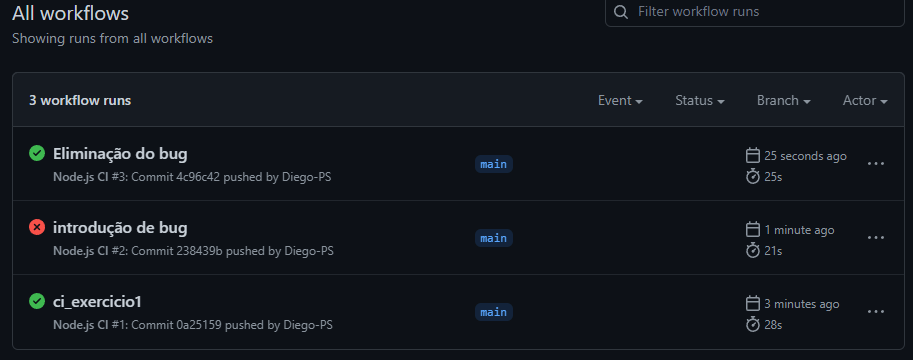 All workflows
Filter workflow runs
Showing runs from all workflows
3 workflow runs
Event
Status
Branch
Actor
Eliminação do bug
Node.js CI #3: Commit 4c96c42 pushed by Diego-PS
main
25 seconds ago
25s
introdução de bug
Node.js CI #2: Commit 238439b pushed by Diego-PS
main
1 minute ago
21s
ci_exercicio1
Node.js CI #1: Commit 0a25159 pushed by Diego-PS
main
3 minutes ago
28s